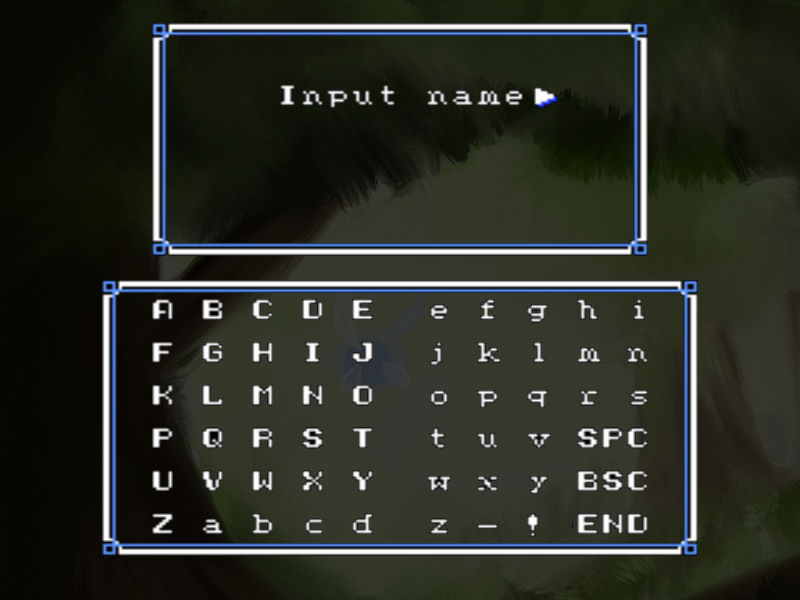 Input name
A B C D E e f g h i
F G H I J j k l m n
K L M N O o p q r s
P Q R S T t u v SPC
U V W X Y w x y BSC
Z a b c d z - ! END